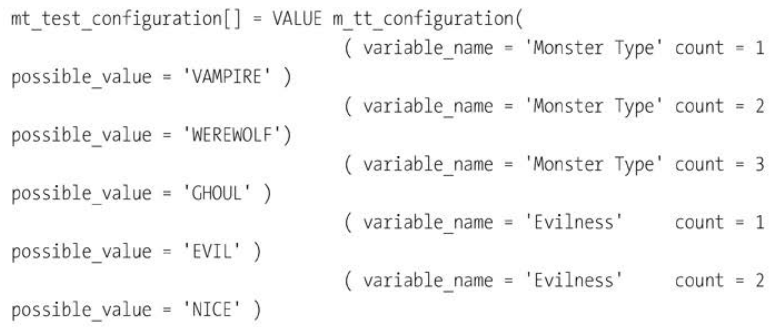 mt_test_configuration[] = VALUE m_tt_configuration(
( variable_name = 'Monster Type' count = 1
possible_value = 'VAMPIRE' )
( variable_name = 'Monster Type' count = 2
possible_value = 'WEREWOLF')
( variable_name = 'Monster Type' count = 3
possible_value = 'GHOUL' )
( variable_name = 'Evilness' count = 1
possible_value = 'EVIL' )
( variable_name = 'Evilness' count = 2
possible_value = 'NICE' )